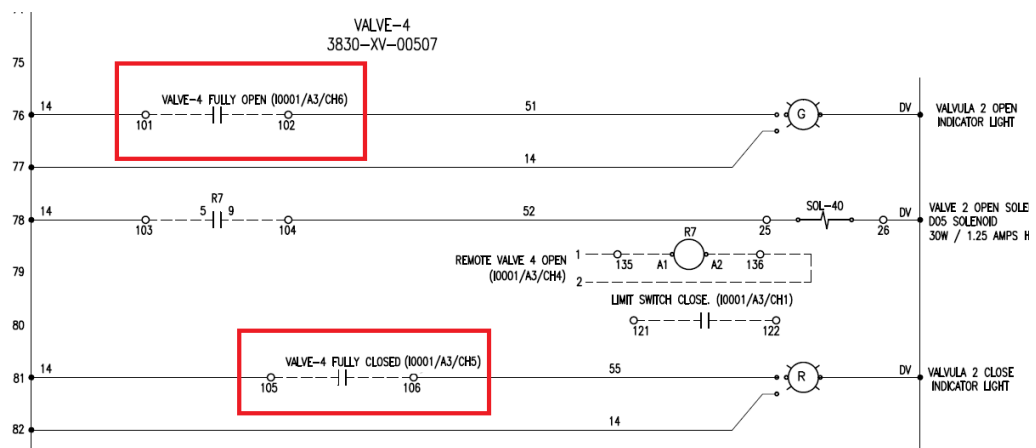 VALVE-4
3830-XV-00507
75
VALVE-4 FULLY OPEN (I0001/A3/CH6)
76
14
101
102
51
G
DV
VALVULA 2 OPEN
INDICATOR LIGHT
77
14
R7
78
14
5
9
103
104
52
25
SOL-40
26
DV
VALVE 2 OPEN SOLE
D05 SOLENOID
30W / 1.25 AMPS H
R7
REMOTE VALVE 4 OPEN
(I0001/A3/CH4)
1
135
A1
A2
136
79
2
LIMIT SWITCH CLOSE. (I0001/A3/CH1)
80
121
122
VALVE-4 FULLY CLOSED (I0001/A3/CH5)
81
14
105
106
55
R
DV
VALVULA 2 CLOSE
INDICATOR LIGHT
14
82